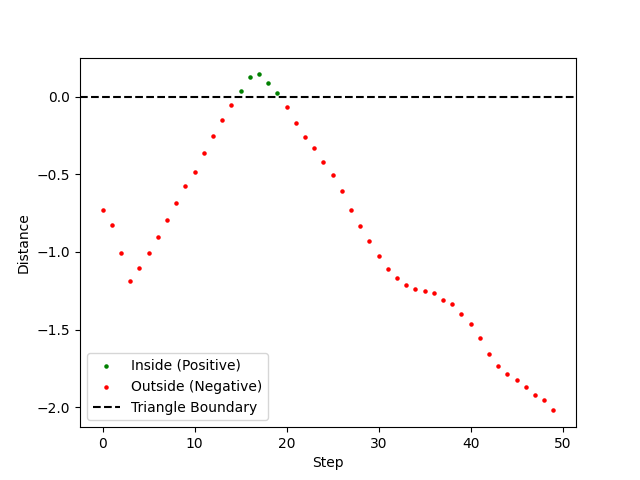 0.0
−0.5
−1.0
−1.5
−2.0
Distance
Inside (Positive)
Outside (Negative)
Triangle Boundary
0 10 20 30 40 50
Step